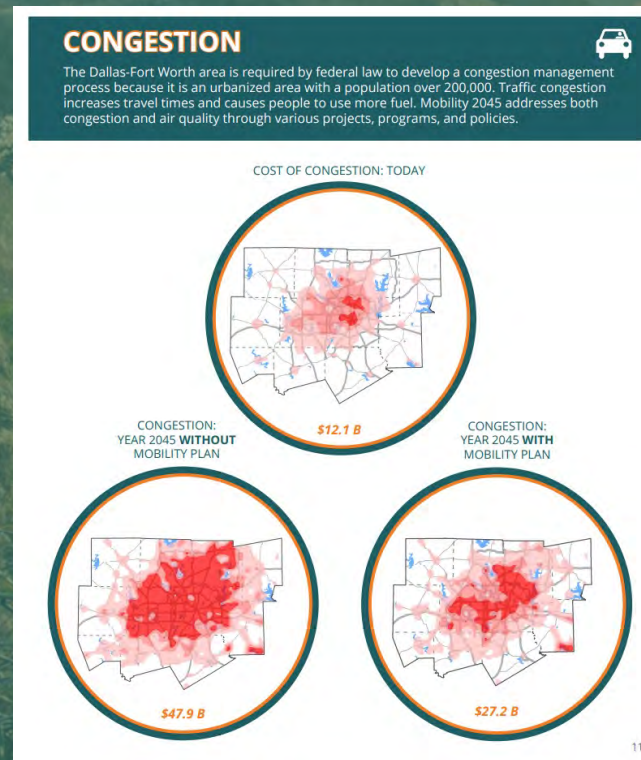 CONGESTION
The Dallas-Fort Worth area is required by federal law to develop a congestion management
process because it is an urbanized area with a population over 200,000. Traffic congestion
increases travel times and causes people to use more fuel. Mobility 2045 addresses both
congestion and air quality through various projects, programs, and policies.
COST OF CONGESTION: TODAY
$12.1 B
CONGESTION:
YEAR 2045 WITHOUT
MOBILITY PLAN
$47.9 B
CONGESTION:
YEAR 2045 WITH
MOBILITY PLAN
$27.2 B
11